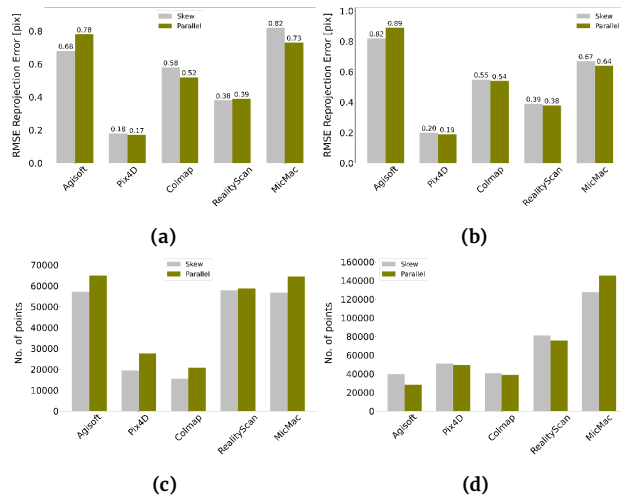 RMSE Reprojection Error [pix]
0.8
0.6
0.4
0.2
0.0
Skew
Parallel
0.68 0.78 0.18 0.17 0.58 0.52 0.38 0.39 0.82 0.73
Agisoft Pix4D Colmap RealityScan MicMac
(a)
RMSE Reprojection Error [pix]
1.0
0.8
0.6
0.4
0.2
0.0
Skew
Parallel
0.82 0.89 0.20 0.19 0.55 0.54 0.39 0.38 0.67 0.64
Agisoft Pix4D Colmap RealityScan MicMac
(b)
No. of points
70000
60000
50000
40000
30000
20000
10000
0
Skew
Parallel
Agisoft Pix4D Colmap RealityScan MicMac
(c)
No. of points
160000
140000
120000
100000
80000
60000
40000
20000
0
Skew
Parallel
Agisoft Pix4D Colmap RealityScan MicMac
(d)